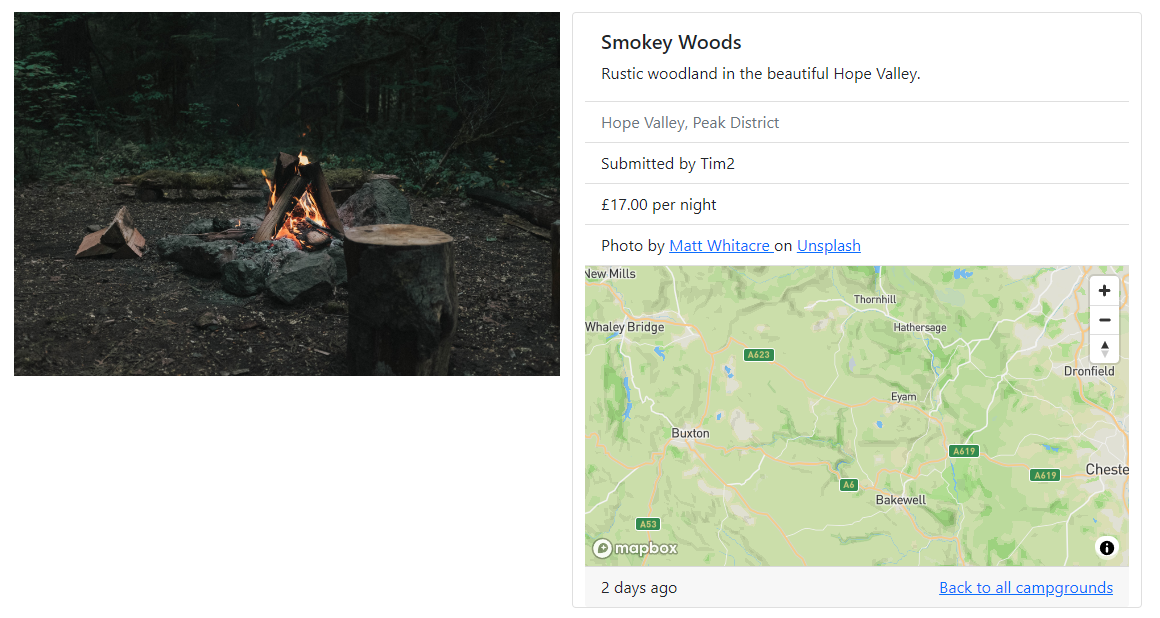 Smokey Woods
Rustic woodland in the beautiful Hope Valley.
Hope Valley, Peak District
Submitted by Tim2
£17.00 per night
Photo by Matt Whitacre on Unsplash
New Mills
Thornhill
Whaley Bridge
Hathersage
A623
Dronfield
Eyam
Buxton
A619
Cheste
A619
A6
Bakewell
A53
mapbox
2 days ago
Back to all campgrounds